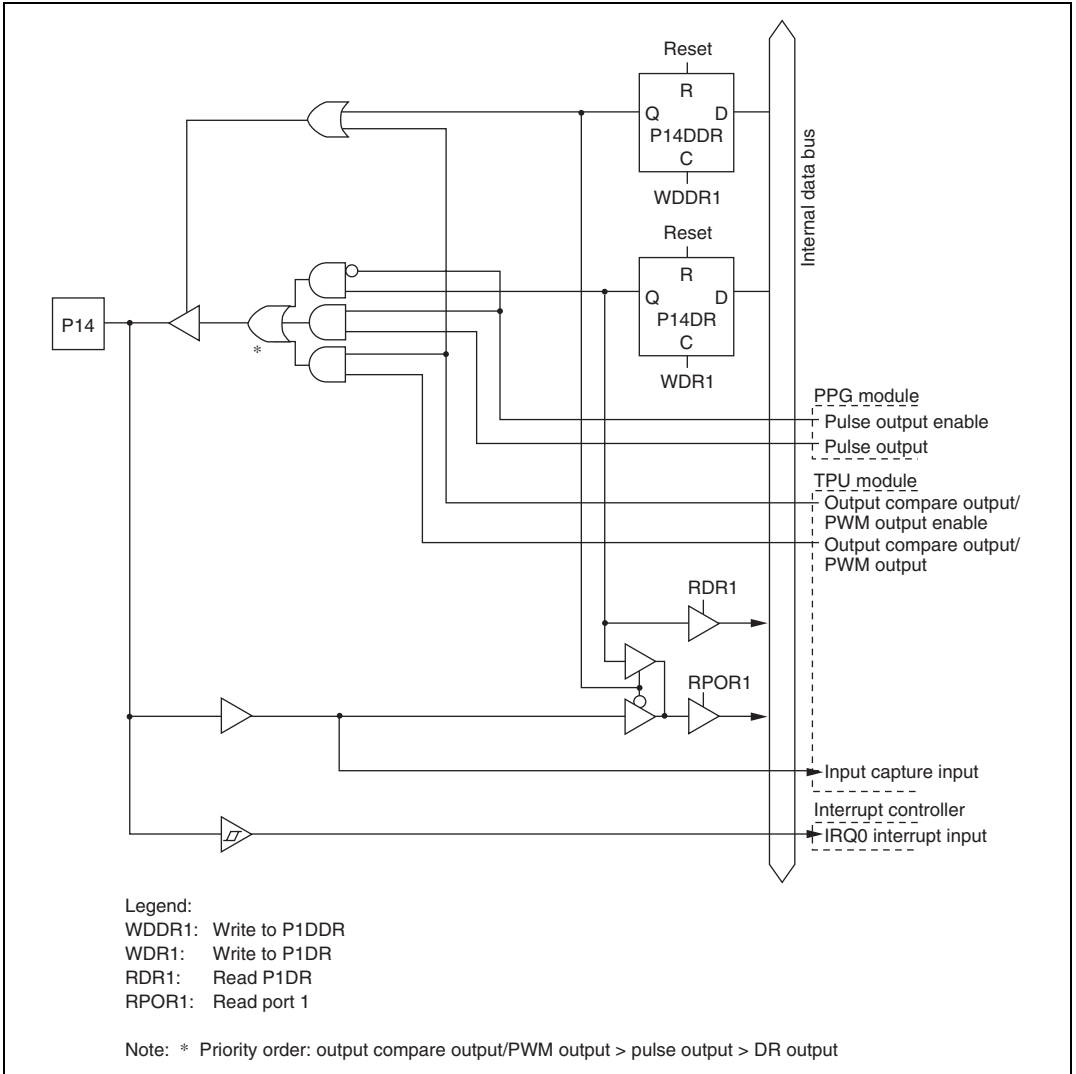 Reset
R
Q D
P14DDR
C
WDDR1
Internal data bus
Reset
R
Q D
P14DR
C
WDR1
P14
*
PPG module
Pulse output enable
Pulse output
TPU module
Output compare output/
PWM output enable
Output compare output/
PWM output
RDR1
RPOR1
Input capture input
Interrupt controller
IRQ0 interrupt input
Legend:
WDDR1: Write to P1DDR
WDR1: Write to P1DR
RDR1: Read P1DR
RPOR1: Read port 1
Note: * Priority order: output compare output/PWM output > pulse output > DR output